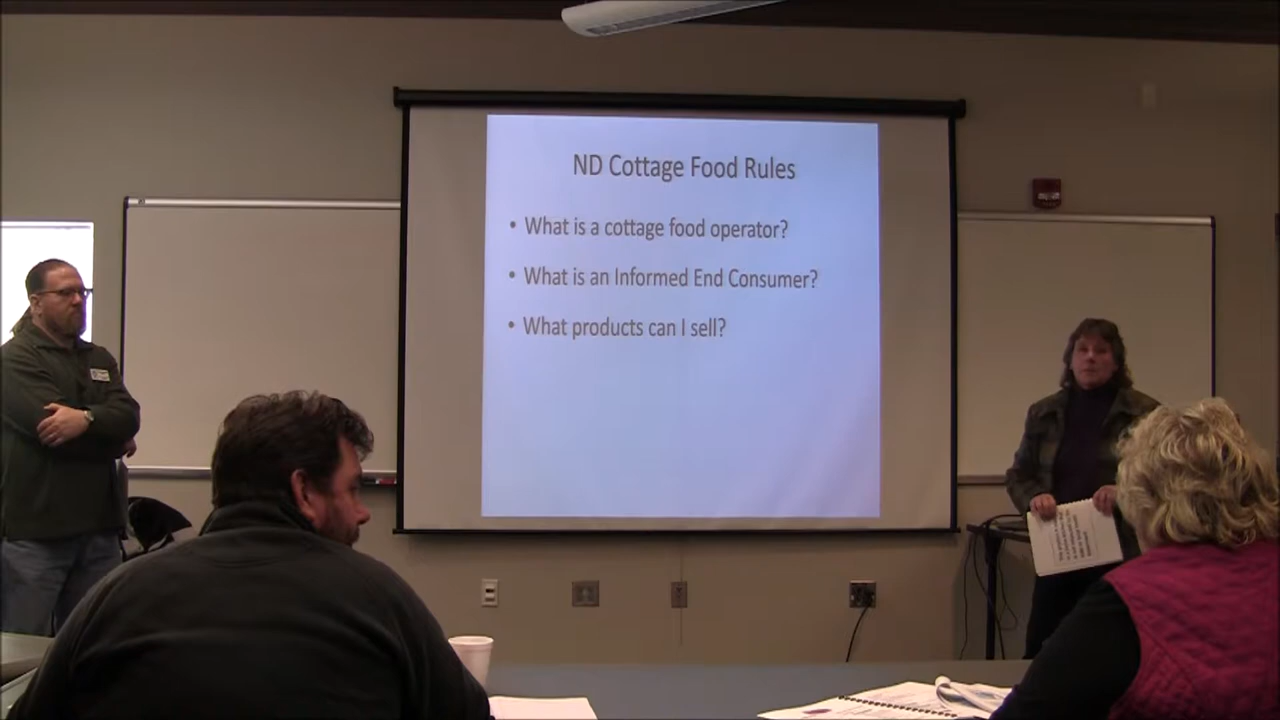 ND Cottage Food Rules
• What is a cottage food operator?
• What is an Informed End Consumer?
• What products can I sell?